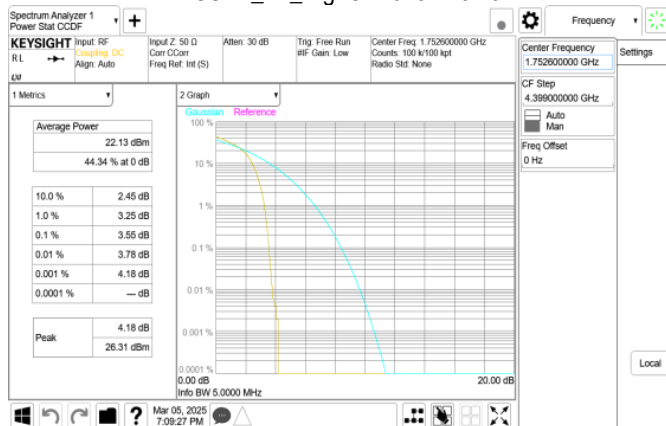 Spectrum Analyzer 1
Power Stat CCDF
Frequency
KEYSIGHT
RL
Input: RF
Coupling: DC
Align: Auto
Input Z: 50 Ω
Corr CCorr
Freq Ref: Int (S)
Atten: 30 dB
Trig: Free Run
#IF Gain: Low
Center Freq: 1.752600000 GHz
Counts: 100 k/100 kpt
Radio Std: None
Center Frequency
1.752600000 GHz
Settings
CF Step
4.399000000 GHz
Auto
Man
Freq Offset
0 Hz
1 Metrics
Average Power
22.13 dBm
44.34 % at 0 dB
10.0 % 2.45 dB
1.0 % 3.25 dB
0.1 % 3.55 dB
0.01 % 3.78 dB
0.001 % 4.18 dB
0.0001 % --- dB
Peak 4.18 dB
26.31 dBm
2 Graph
Gaussian Reference
100 %
10 %
1 %
0.1 %
0.01 %
0.001 %
0.0001 %
0.00 dB 20.00 dB
Info BW 5.0000 MHz
Local
Mar 05, 2025
7:09:27 PM